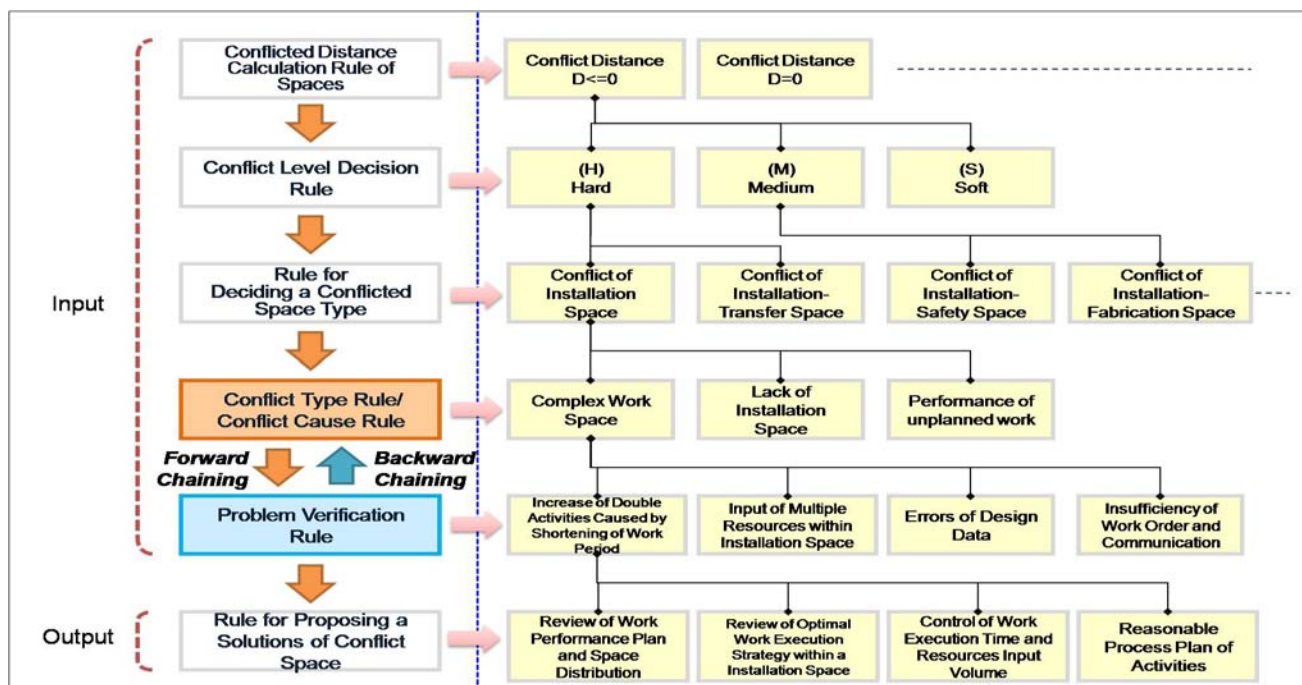 Input
Output
Conflicted Distance
Calculation Rule of
Spaces
Conflict Level Decision
Rule
Rule for
Deciding a Conflicted
Space Type
Conflict Type Rule/
Conflict Cause Rule
Forward
Chaining
Backward
Chaining
Problem Verification
Rule
Rule for Proposing a
Solutions of Conflict
Space
Conflict Distance
D<=0
Conflict Distance
D=0
(H)
Hard
(M)
Medium
(S)
Soft
Conflict of
Installation
Space
Conflict of
Installation-
Transfer Space
Conflict of
Installation-
Safety Space
Conflict of
Installation-
Fabrication Space
Complex Work
Space
Lack of
Installation
Space
Performance of
unplanned work
Increase of Double
Activities Caused by
Shortening of Work
Period
Input of Multiple
Resources within
Installation Space
Errors of Design
Data
Insufficiency of
Work Order and
Communication
Review of Work
Performance Plan
and Space
Distribution
Review of Optimal
Work Execution
Strategy within a
Installation Space
Control of Work
Execution Time and
Resources Input
Volume
Reasonable
Process Plan of
Activities